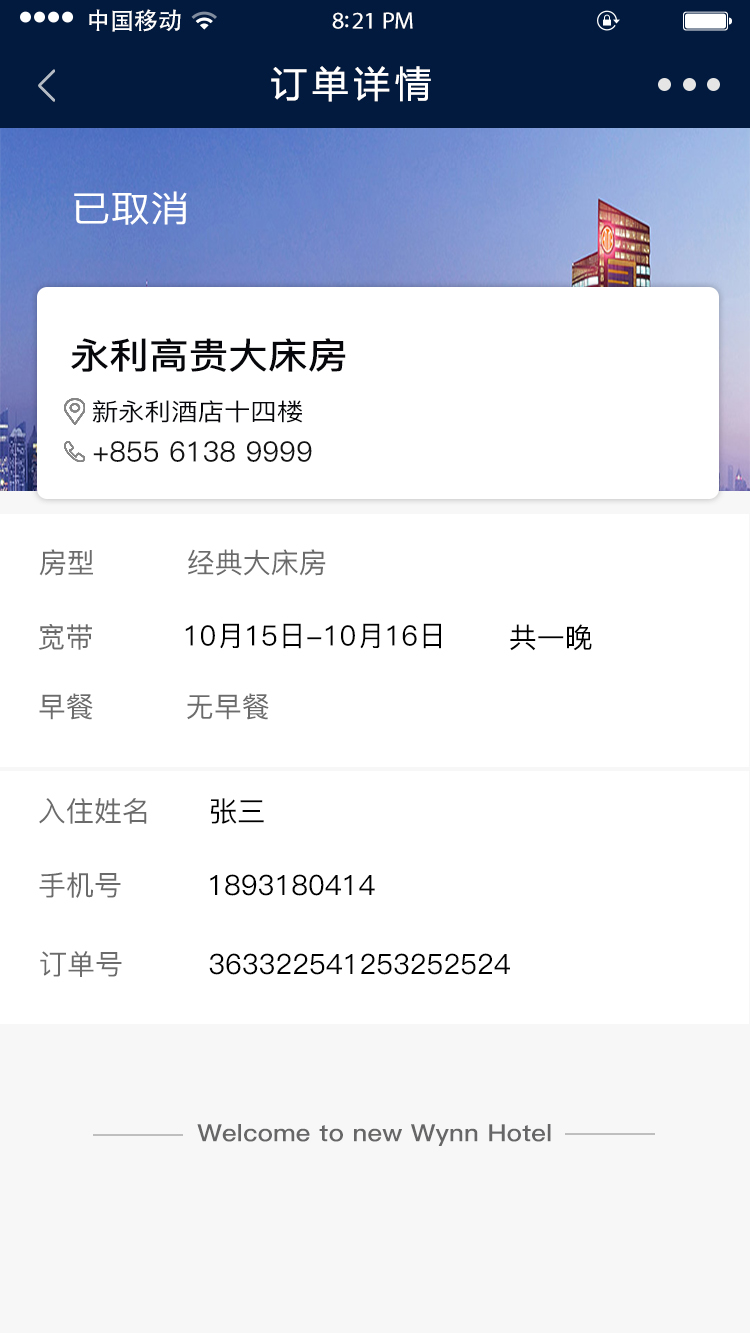 中国移动 8:21 PM
订单详情
已取消
永利高贵大床房
新永利酒店十四楼
+855 6138 9999
房型 经典大床房
宽带 10月15日-10月16日 共一晚
早餐 无早餐
入住姓名 张三
手机号 1893180414
订单号 363322541253252524
Welcome to new Wynn Hotel